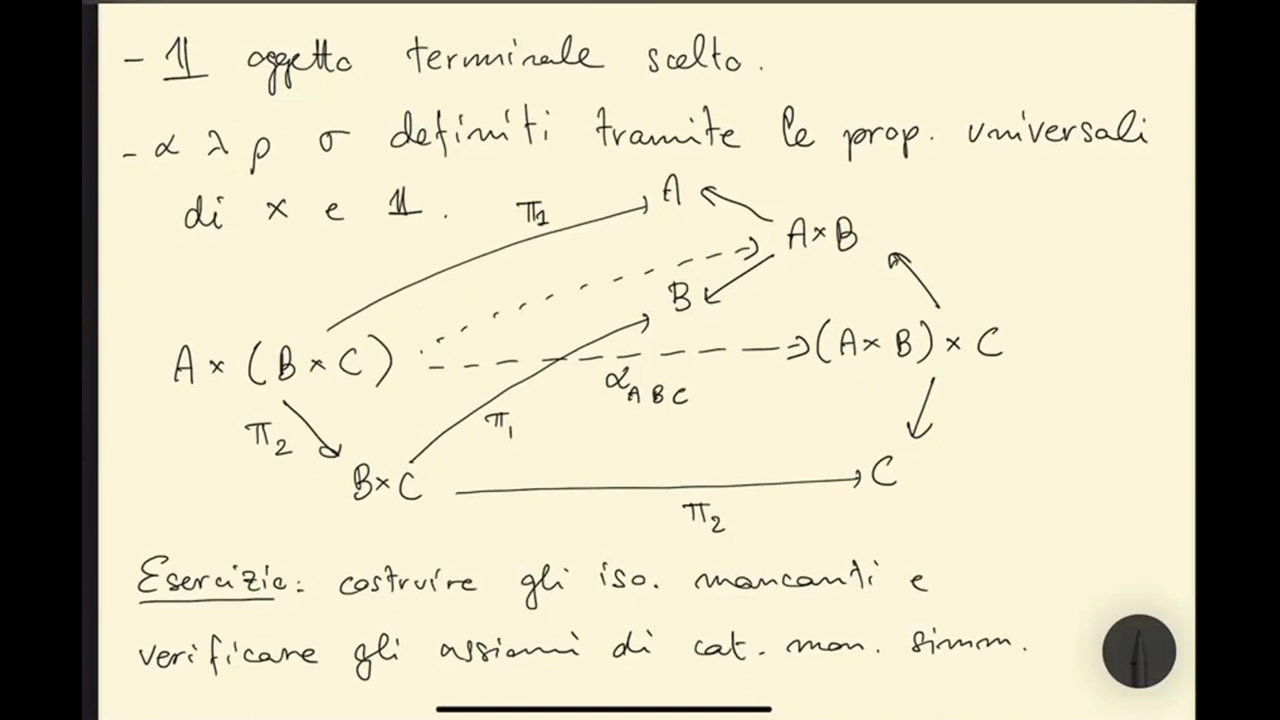 - 𝟙 oggetto terminale scelto.
- α λ ρ σ definiti tramite le prop. universali
di × e 𝟙.
π₁ A
A×B
B
A×(B×C) (A×B)×C
α_ABC
π₂ π₁
B×C C
π₂
Esercizio: costruire gli iso. mancanti e
verificare gli assiomi di cat. mon. simm.